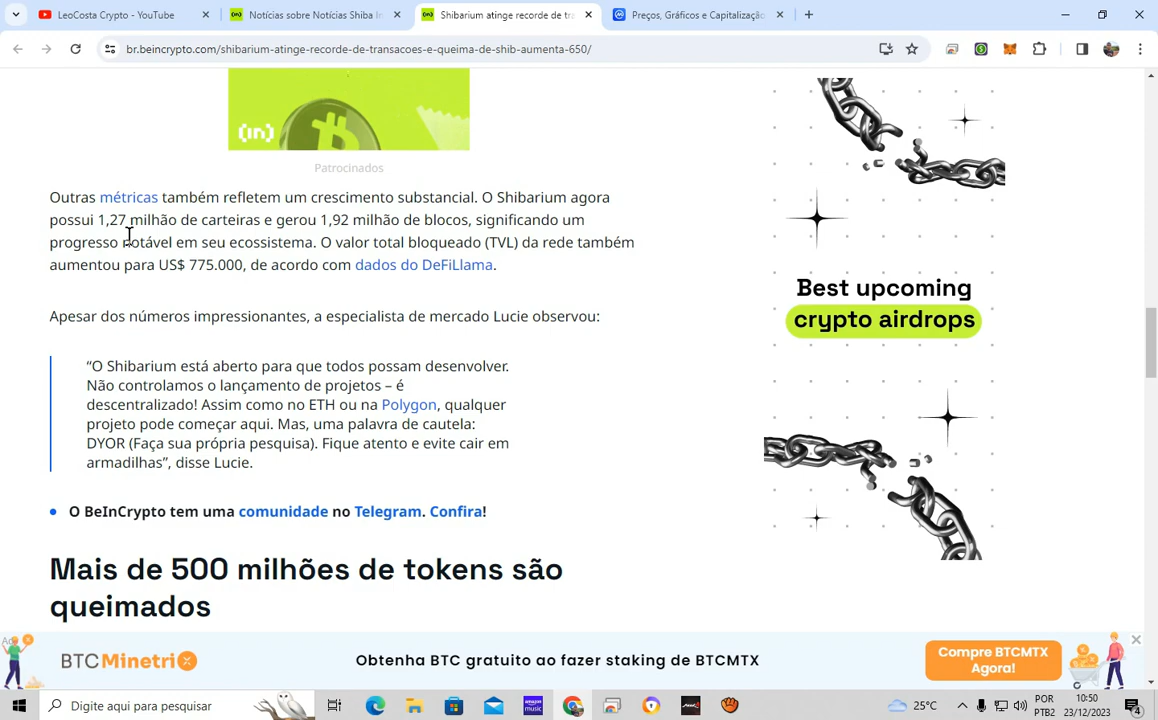 LeoCosta Crypto - YouTube
Notícias sobre Notícias Shiba In
Shibarium atinge recorde de tra
Preços, Gráficos e Capitalização
br.beincrypto.com/shibarium-atinge-recorde-de-transacoes-e-queima-de-shib-aumenta-650/
(in)
Patrocinados
Outras métricas também refletem um crescimento substancial. O Shibarium agora
possui 1,27 milhão de carteiras e gerou 1,92 milhão de blocos, significando um
progresso notável em seu ecossistema. O valor total bloqueado (TVL) da rede também
aumentou para US$ 775.000, de acordo com dados do DeFiLlama.
Apesar dos números impressionantes, a especialista de mercado Lucie observou:
“O Shibarium está aberto para que todos possam desenvolver.
Não controlamos o lançamento de projetos – é
descentralizado! Assim como no ETH ou na Polygon, qualquer
projeto pode começar aqui. Mas, uma palavra de cautela:
DYOR (Faça sua própria pesquisa). Fique atento e evite cair em
armadilhas”, disse Lucie.
O BeInCrypto tem uma comunidade no Telegram. Confira!
Mais de 500 milhões de tokens são
queimados
Best upcoming
crypto airdrops
BTCMinetrix
Obtenha BTC gratuito ao fazer staking de BTCMTX
Compre BTCMTX
Agora!
Digite aqui para pesquisar
25°C
POR
PTB2
10:50
23/12/2023
4